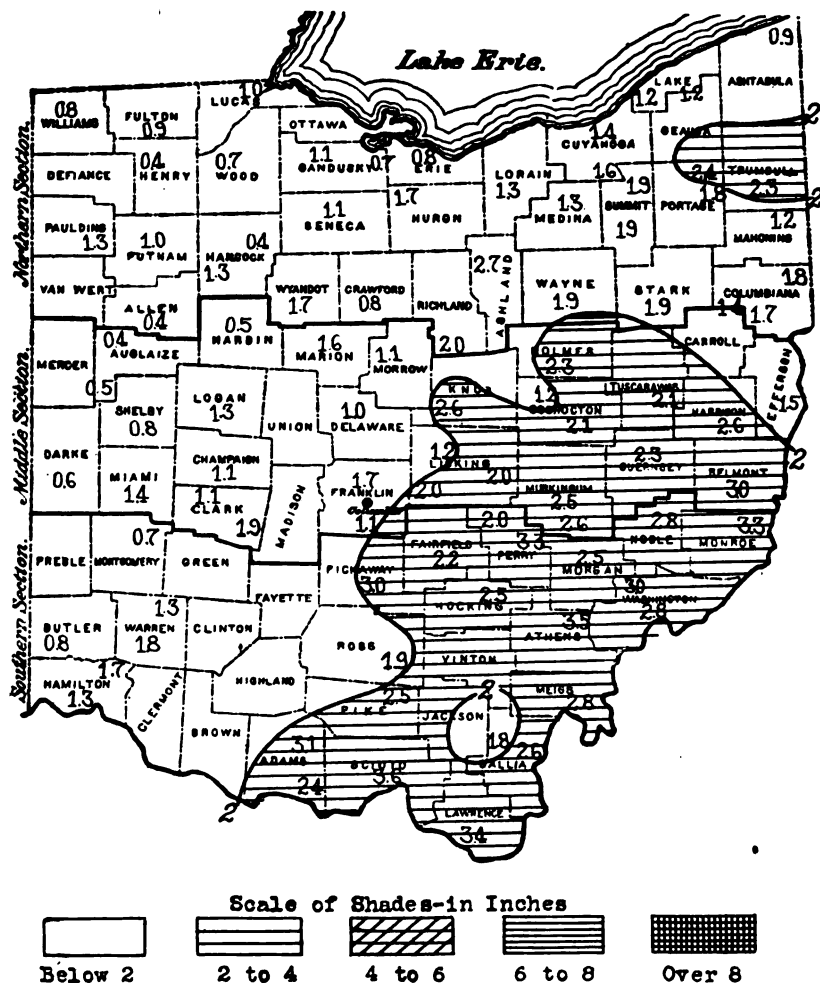 Lake Erie.
0.9
1.0
LUCAS
LAKE
1.2
1.2
ASHTABULA
0.8
WILLIAMS
FULTON
0.9
OTTAWA
2
1.4
CUYAHOGA
GEAUGA
DEFIANCE
0.4
HENRY
0.7
WOOD
1.1
SANDUSKY
0.7
0.8
ERIE
LORAIN
1.3
1.6
1.9
SUMMIT
2.4
TRUMBULL
2.3
1.8
PORTAGE
2
Northern Section.
PAULDING
1.3
1.0
PUTNAM
0.4
HANCOCK
1.3
1.1
SENECA
1.7
HURON
1.3
MEDINA
1.9
1.2
MAHONING
VAN WERT
ALLEN
0.4
WYANDOT
1.7
CRAWFORD
0.8
RICHLAND
2.7
ASHLAND
WAYNE
1.9
STARK
1.9
1.8
COLUMBIANA
1.7
Middle Section.
MERCER
0.4
AUGLAIZE
0.5
HARDIN
1.6
MARION
1.1
MORROW
2.0
HOLMES
2.3
CARROLL
JEFFERSON
1.5
0.5
SHELBY
0.8
LOGAN
1.3
UNION
1.0
DELAWARE
KNOX
2.6
1.2
COSHOCTON
2.1
TUSCARAWAS
2.1
HARRISON
2.6
DARKE
0.6
MIAMI
1.4
CHAMPAIGN
1.1
1.1
CLARK
1.9
MADISON
1.7
FRANKLIN
1.1
1.2
LICKING
2.0
2.0
MUSKINGUM
2.6
2.3
GUERNSEY
BELMONT
3.0
2
Southern Section.
PREBLE
0.7
MONTGOMERY
GREEN
FAYETTE
PICKAWAY
3.0
FAIRFIELD
2.2
2.0
3.3
PERRY
2.6
2.5
MORGAN
2.8
NOBLE
3.3
MONROE
BUTLER
0.8
1.3
WARREN
1.8
CLINTON
ROSS
1.9
2.5
HOCKING
3.5
ATHENS
3.0
WASHINGTON
2.8
HAMILTON
1.3
1.7
CLERMONT
HIGHLAND
BROWN
VINTON
2.5
PIKE
JACKSON
2
1.8
MEIGS
2.8
3.1
ADAMS
2.4
SCIOTO
3.6
2.6
GALLIA
2
LAWRENCE
3.4
Scale of Shades-in Inches
Below 2
2 to 4
4 to 6
6 to 8
Over 8